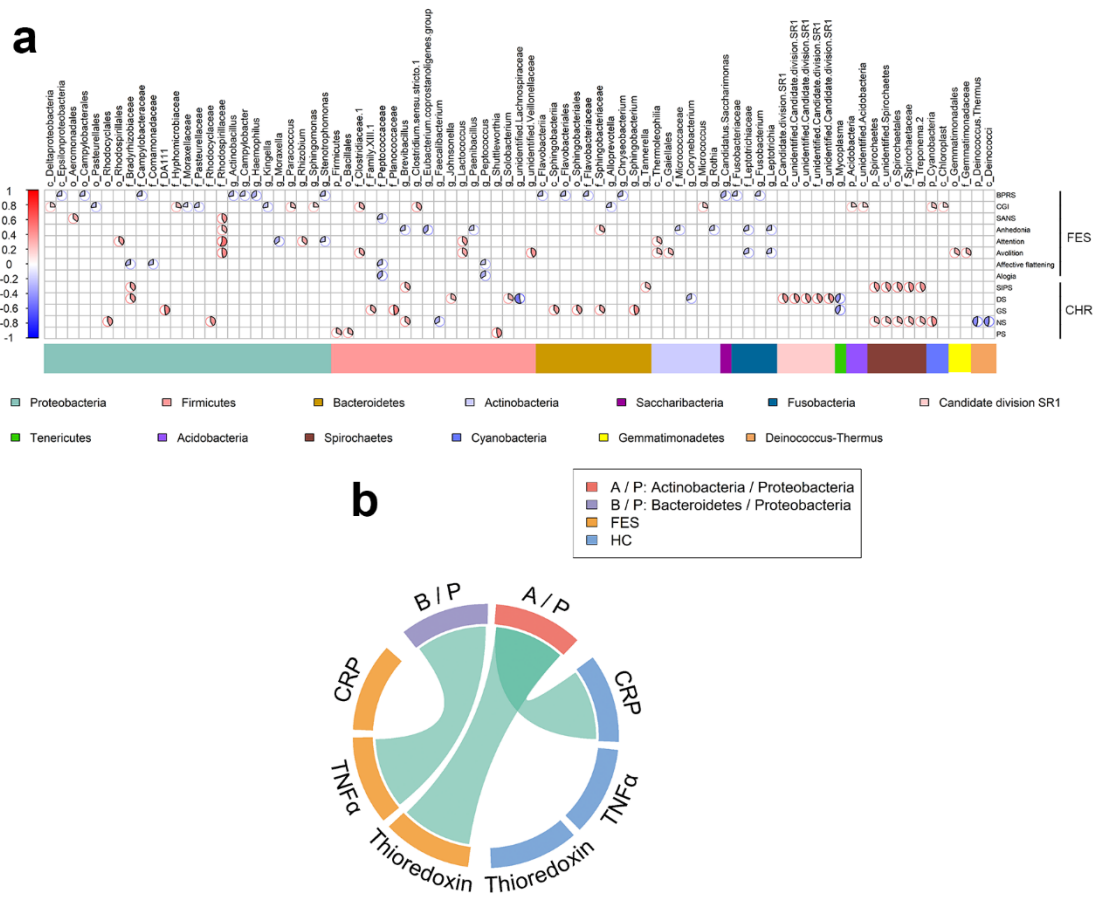 a
c_Deltaproteobacteria
c_Epsilonproteobacteria
o_Aeromonadales
o_Campylobacterales
o_Pasteurellales
o_Rhodocyclales
o_Rhodospirillales
f_Bradyrhizobiaceae
f_Campylobacteraceae
f_Comamonadaceae
f_DA111
f_Hyphomicrobiaceae
f_Moraxellaceae
f_Pasteurellaceae
f_Rhodocyclaceae
f_Rhodospirillaceae
g_Actinobacillus
g_Campylobacter
g_Haemophilus
g_Kingella
g_Moraxella
g_Paracoccus
g_Rhizobium
g_Sphingomonas
g_Stenotrophomonas
p_Firmicutes
o_Bacillales
f_Clostridiaceae.1
f_Family.XIII.1
f_Peptococcaceae
f_Planococcaceae
g_Brevibacillus
g_Clostridium.sensu.stricto.1
g_Eubacterium.coprostanoligenes.group
g_Faecalibacterium
g_Johnsonella
g_Lactococcus
g_Paenibacillus
g_Peptococcus
g_Shuttleworthia
g_Solobacterium
g_unidentified.Lachnospiraceae
g_unidentified.Veillonellaceae
c_Flavobacteriia
c_Sphingobacteriia
o_Flavobacteriales
o_Sphingobacteriales
f_Flavobacteriaceae
f_Sphingobacteriaceae
g_Alloprevotella
g_Chryseobacterium
g_Sphingobacterium
g_Tannerella
c_Thermoleophilia
o_Gaiellales
f_Micrococcaceae
g_Corynebacterium
g_Micrococcus
g_Rothia
g_Candidatus.Saccharimonas
f_Fusobacteriaceae
f_Leptotrichiaceae
g_Fusobacterium
g_Leptotrichia
p_Candidate.division.SR1
c_unidentified.Candidate.division.SR1
o_unidentified.Candidate.division.SR1
f_unidentified.Candidate.division.SR1
g_unidentified.Candidate.division.SR1
g_Mycoplasma
p_Acidobacteria
c_unidentified.Acidobacteria
p_Spirochaetes
c_unidentified.Spirochaetes
o_Spirochaetales
f_Spirochaetaceae
g_Treponema.2
p_Cyanobacteria
c_Chloroplast
o_Gemmatimonadales
f_Gemmatimonadaceae
p_Deinococcus.Thermus
c_Deinococci
1
0.8
0.6
0.4
0.2
0
-0.2
-0.4
-0.6
-0.8
-1
BPRS
CGI
SANS
Anhedonia
Attention
Avolition
Affective flattening
Alogia
SIPS
DS
GS
NS
PS
FES
CHR
Proteobacteria Firmicutes Bacteroidetes Actinobacteria Saccharibacteria Fusobacteria Candidate division SR1
Tenericutes Acidobacteria Spirochaetes Cyanobacteria Gemmatimonadetes Deinococcus-Thermus
b
A / P: Actinobacteria / Proteobacteria
B / P: Bacteroidetes / Proteobacteria
FES
HC
B / P
A / P
CRP
CRP
TNFα
TNFα
Thioredoxin
Thioredoxin